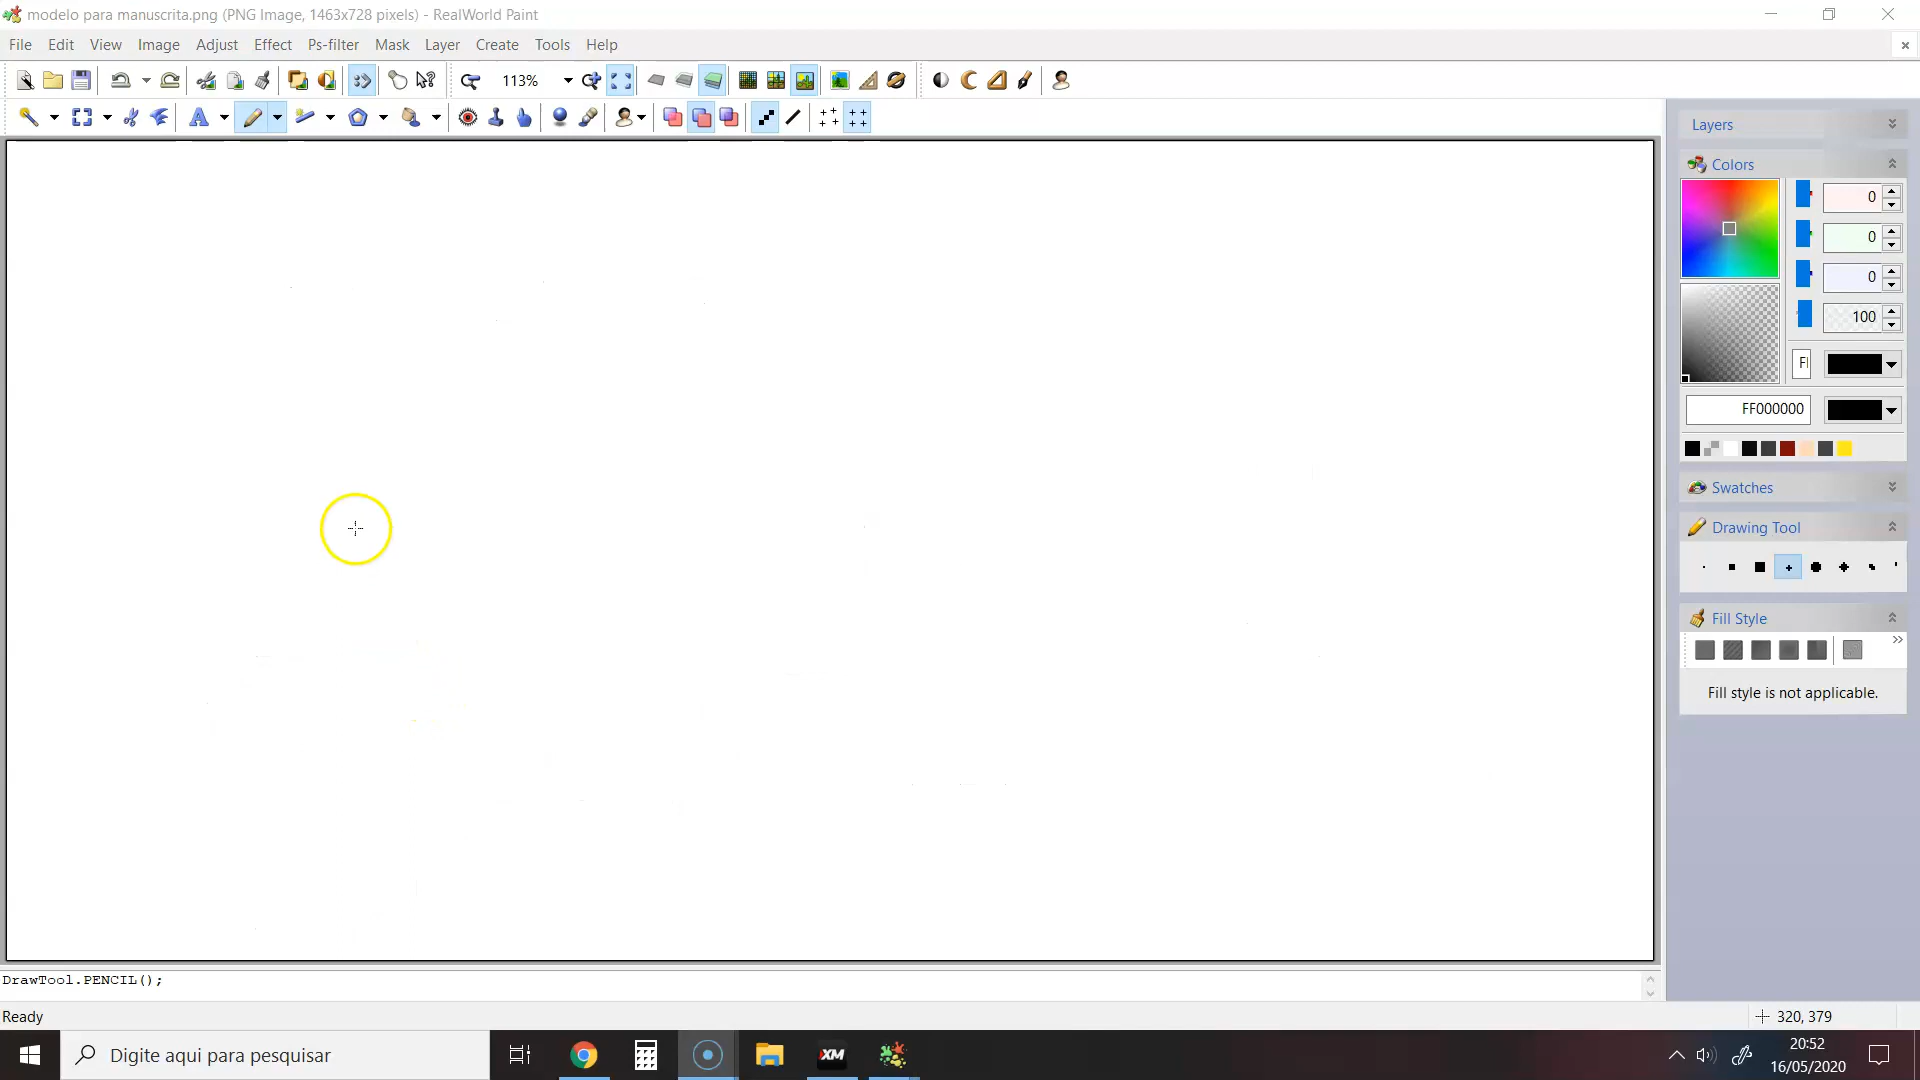 modelo para manuscrita.png (PNG Image, 1463x728 pixels) - RealWorld Paint
File Edit View Image Adjust Effect Ps-filter Mask Layer Create Tools Help
113%
Layers
Colors
0
0
0
100
FF000000
Swatches
Drawing Tool
Fill Style
Fill style is not applicable.
DrawTool.PENCIL();
Ready
320, 379
Digite aqui para pesquisar
XM
20:52
16/05/2020